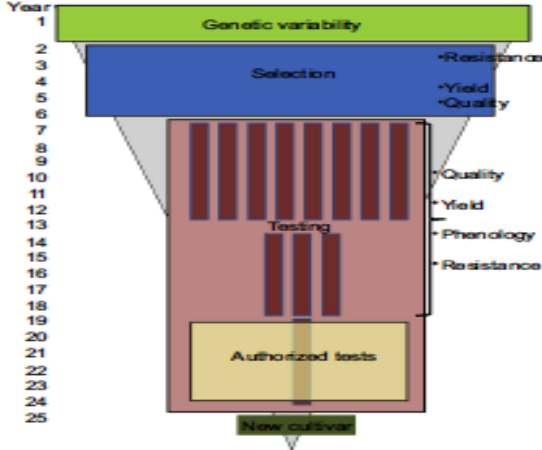 Year
1
Genetic variability
2
3
4
5
6
Selection
•Resistance
•Yield
•Quality
7
8
9
10
11
12
13
14
15
16
17
18
•Quality
•Yield
Testing
•Phenology
•Resistance
19
20
21
22
23
24
Authorized tests
25
New cultivar